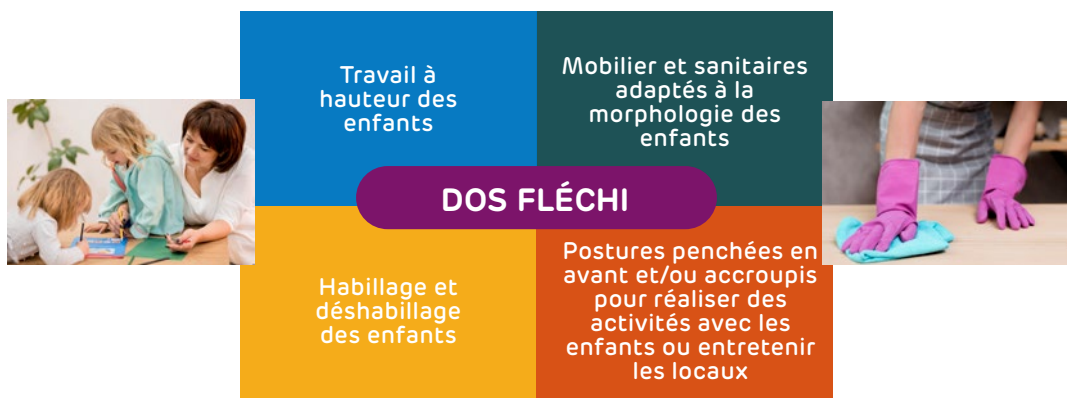 Travail à
hauteur des
enfants
Mobilier et sanitaires
adaptés à la
morphologie des
enfants
DOS FLÉCHI
Habillage et
déshabillage
des enfants
Postures penchées en
avant et/ou accroupis
pour réaliser des
activités avec les
enfants ou entretenir
les locaux